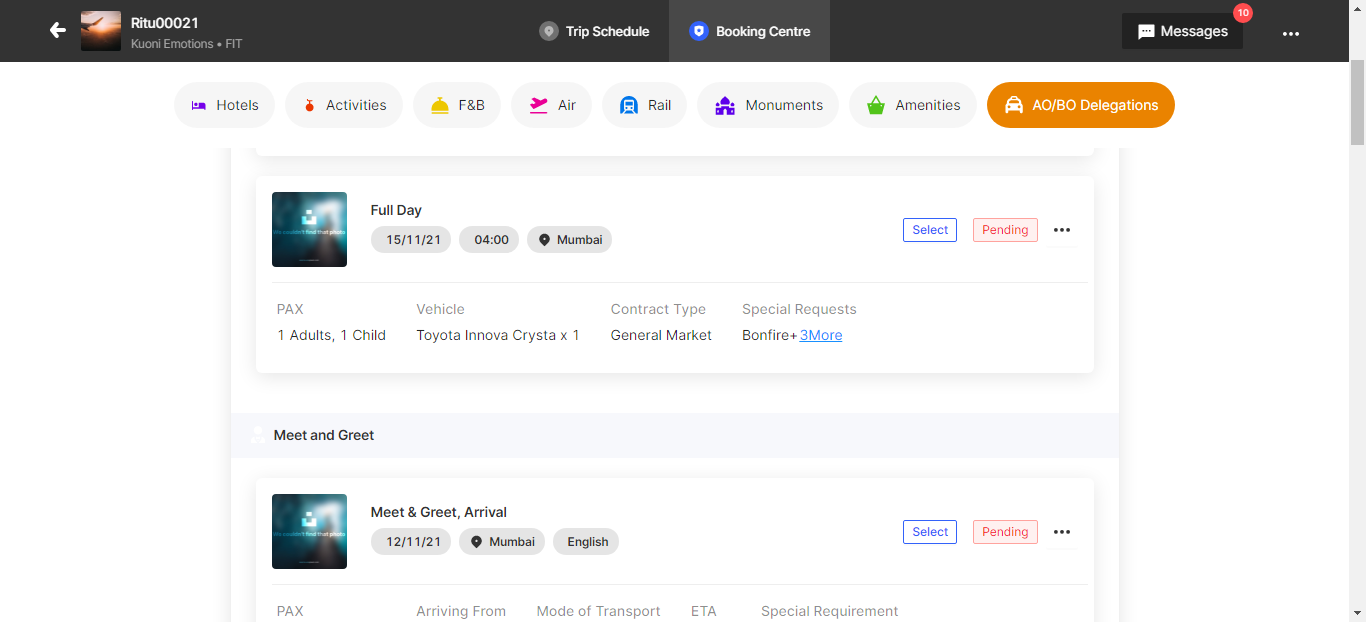 Ritu00021
Kuoni Emotions • FIT
Trip Schedule
Booking Centre
Messages
10
Hotels
Activities
F&B
Air
Rail
Monuments
Amenities
AO/BO Delegations
Full Day
15/11/21
04:00
Mumbai
Select
Pending
We couldn't find that photo
PAX
Vehicle
Contract Type
Special Requests
1 Adults, 1 Child
Toyota Innova Crysta x 1
General Market
Bonfire+3More
Meet and Greet
Meet & Greet, Arrival
12/11/21
Mumbai
English
Select
Pending
We couldn't find that photo
PAX
Arriving From
Mode of Transport
ETA
Special Requirement